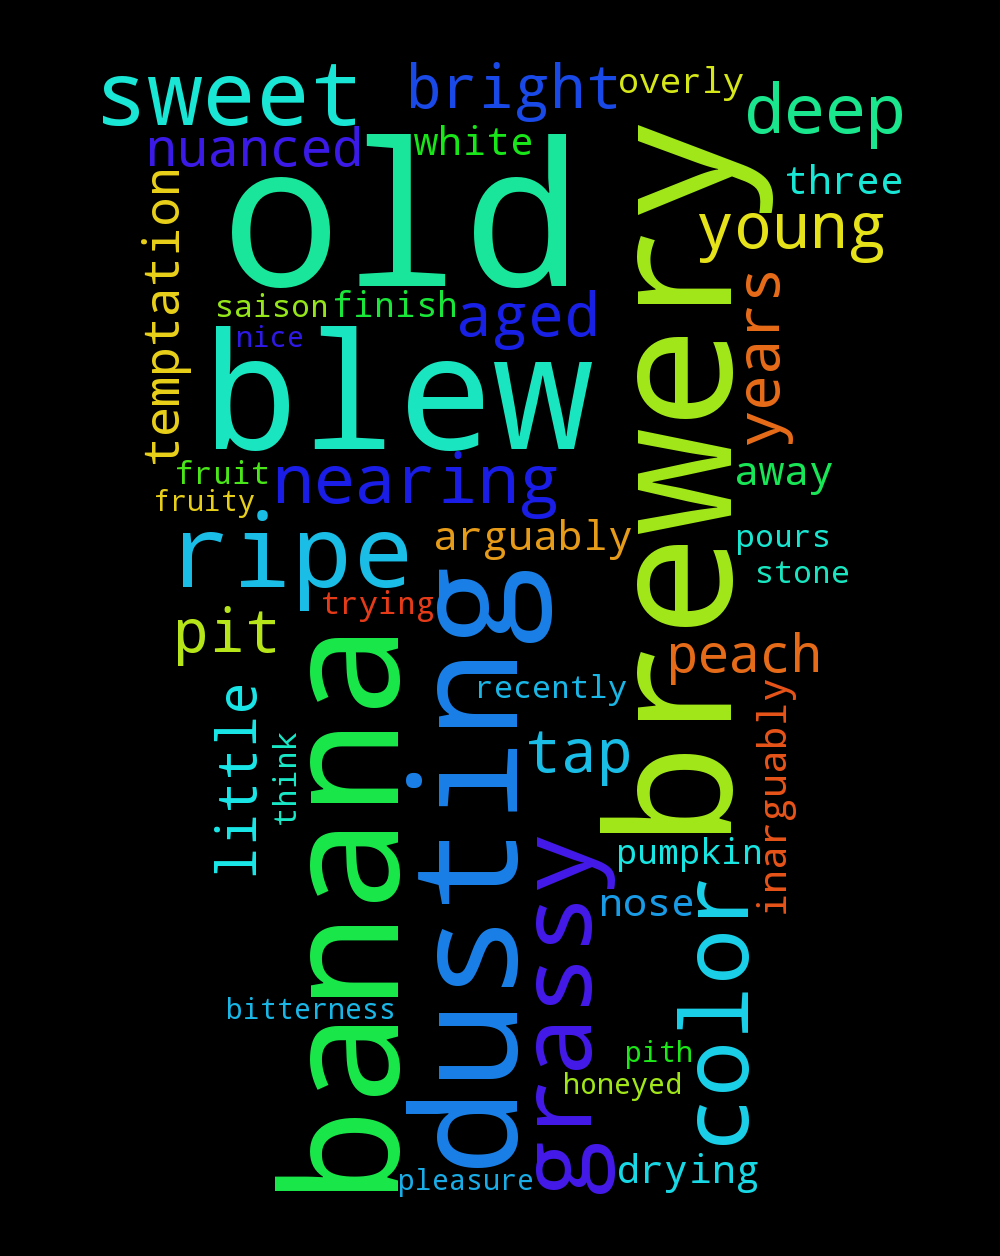 sweet
bright
overly
deep
nuanced
white
old
three
temptation
young
brewery
years
saison
finish
aged
nice
blew
fruit
nearing
away
fruity
ripe
arguably
pours
stone
trying
pit
dusting
banana
peach
recently
little
think
tap
inarguably
pumpkin
grassy
nose
color
bitterness
pith
honeyed
pleasure
drying